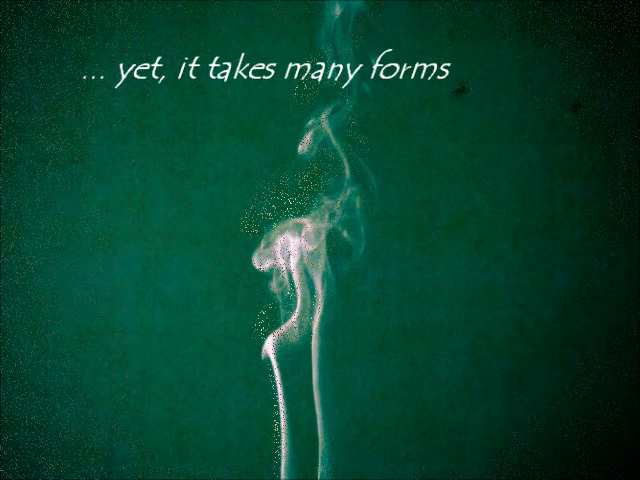 ... yet, it takes many forms